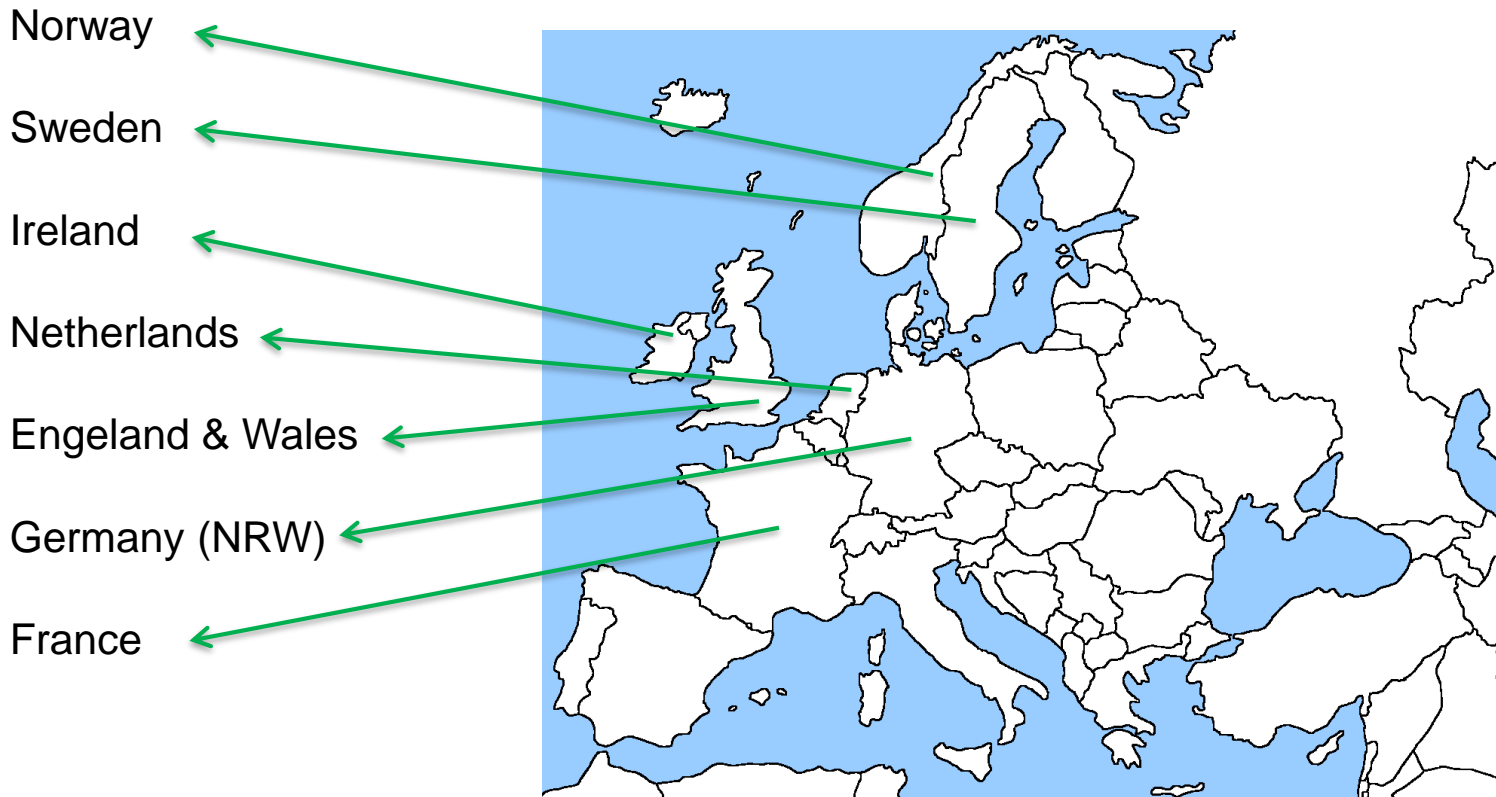 Norway
Sweden
Ireland
Netherlands
Engeland & Wales
Germany (NRW)
France